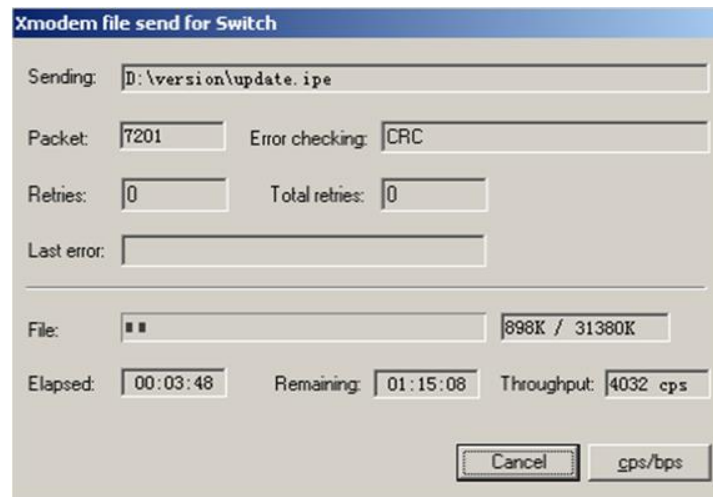 Xmodem file send for Switch
Sending: D:\version\update.ipe
Packet: 7201 Error checking: CRC
Retries: 0 Total retries: 0
Last error:
File: 898K / 31380K
Elapsed: 00:03:48 Remaining: 01:15:08 Throughput: 4032 cps
Cancel cps/bps